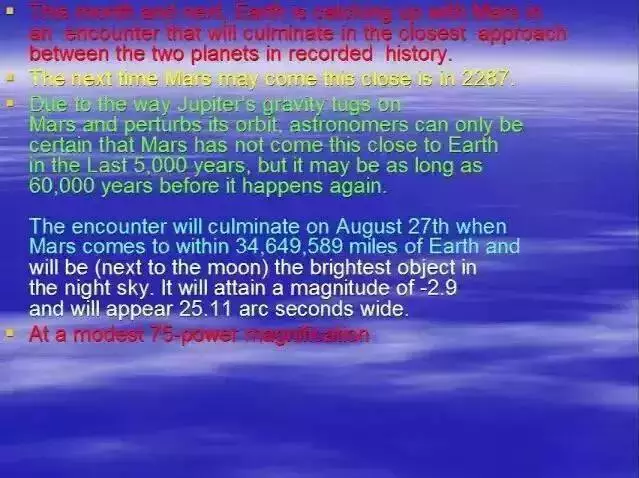 This month and next, Earth is catching up with Mars in
an encounter that will culminate in the closest approach
between the two planets in recorded history.
The next time Mars may come this close is in 2287.
Due to the way Jupiter's gravity tugs on
Mars and perturbs its orbit, astronomers can only be
certain that Mars has not come this close to Earth
in the Last 5,000 years, but it may be as long as
60,000 years before it happens again.
The encounter will culminate on August 27th when
Mars comes to within 34,649,589 miles of Earth and
will be (next to the moon) the brightest object in
the night sky. It will attain a magnitude of -2.9
and will appear 25.11 arc seconds wide.
At a modest 75-power magnification